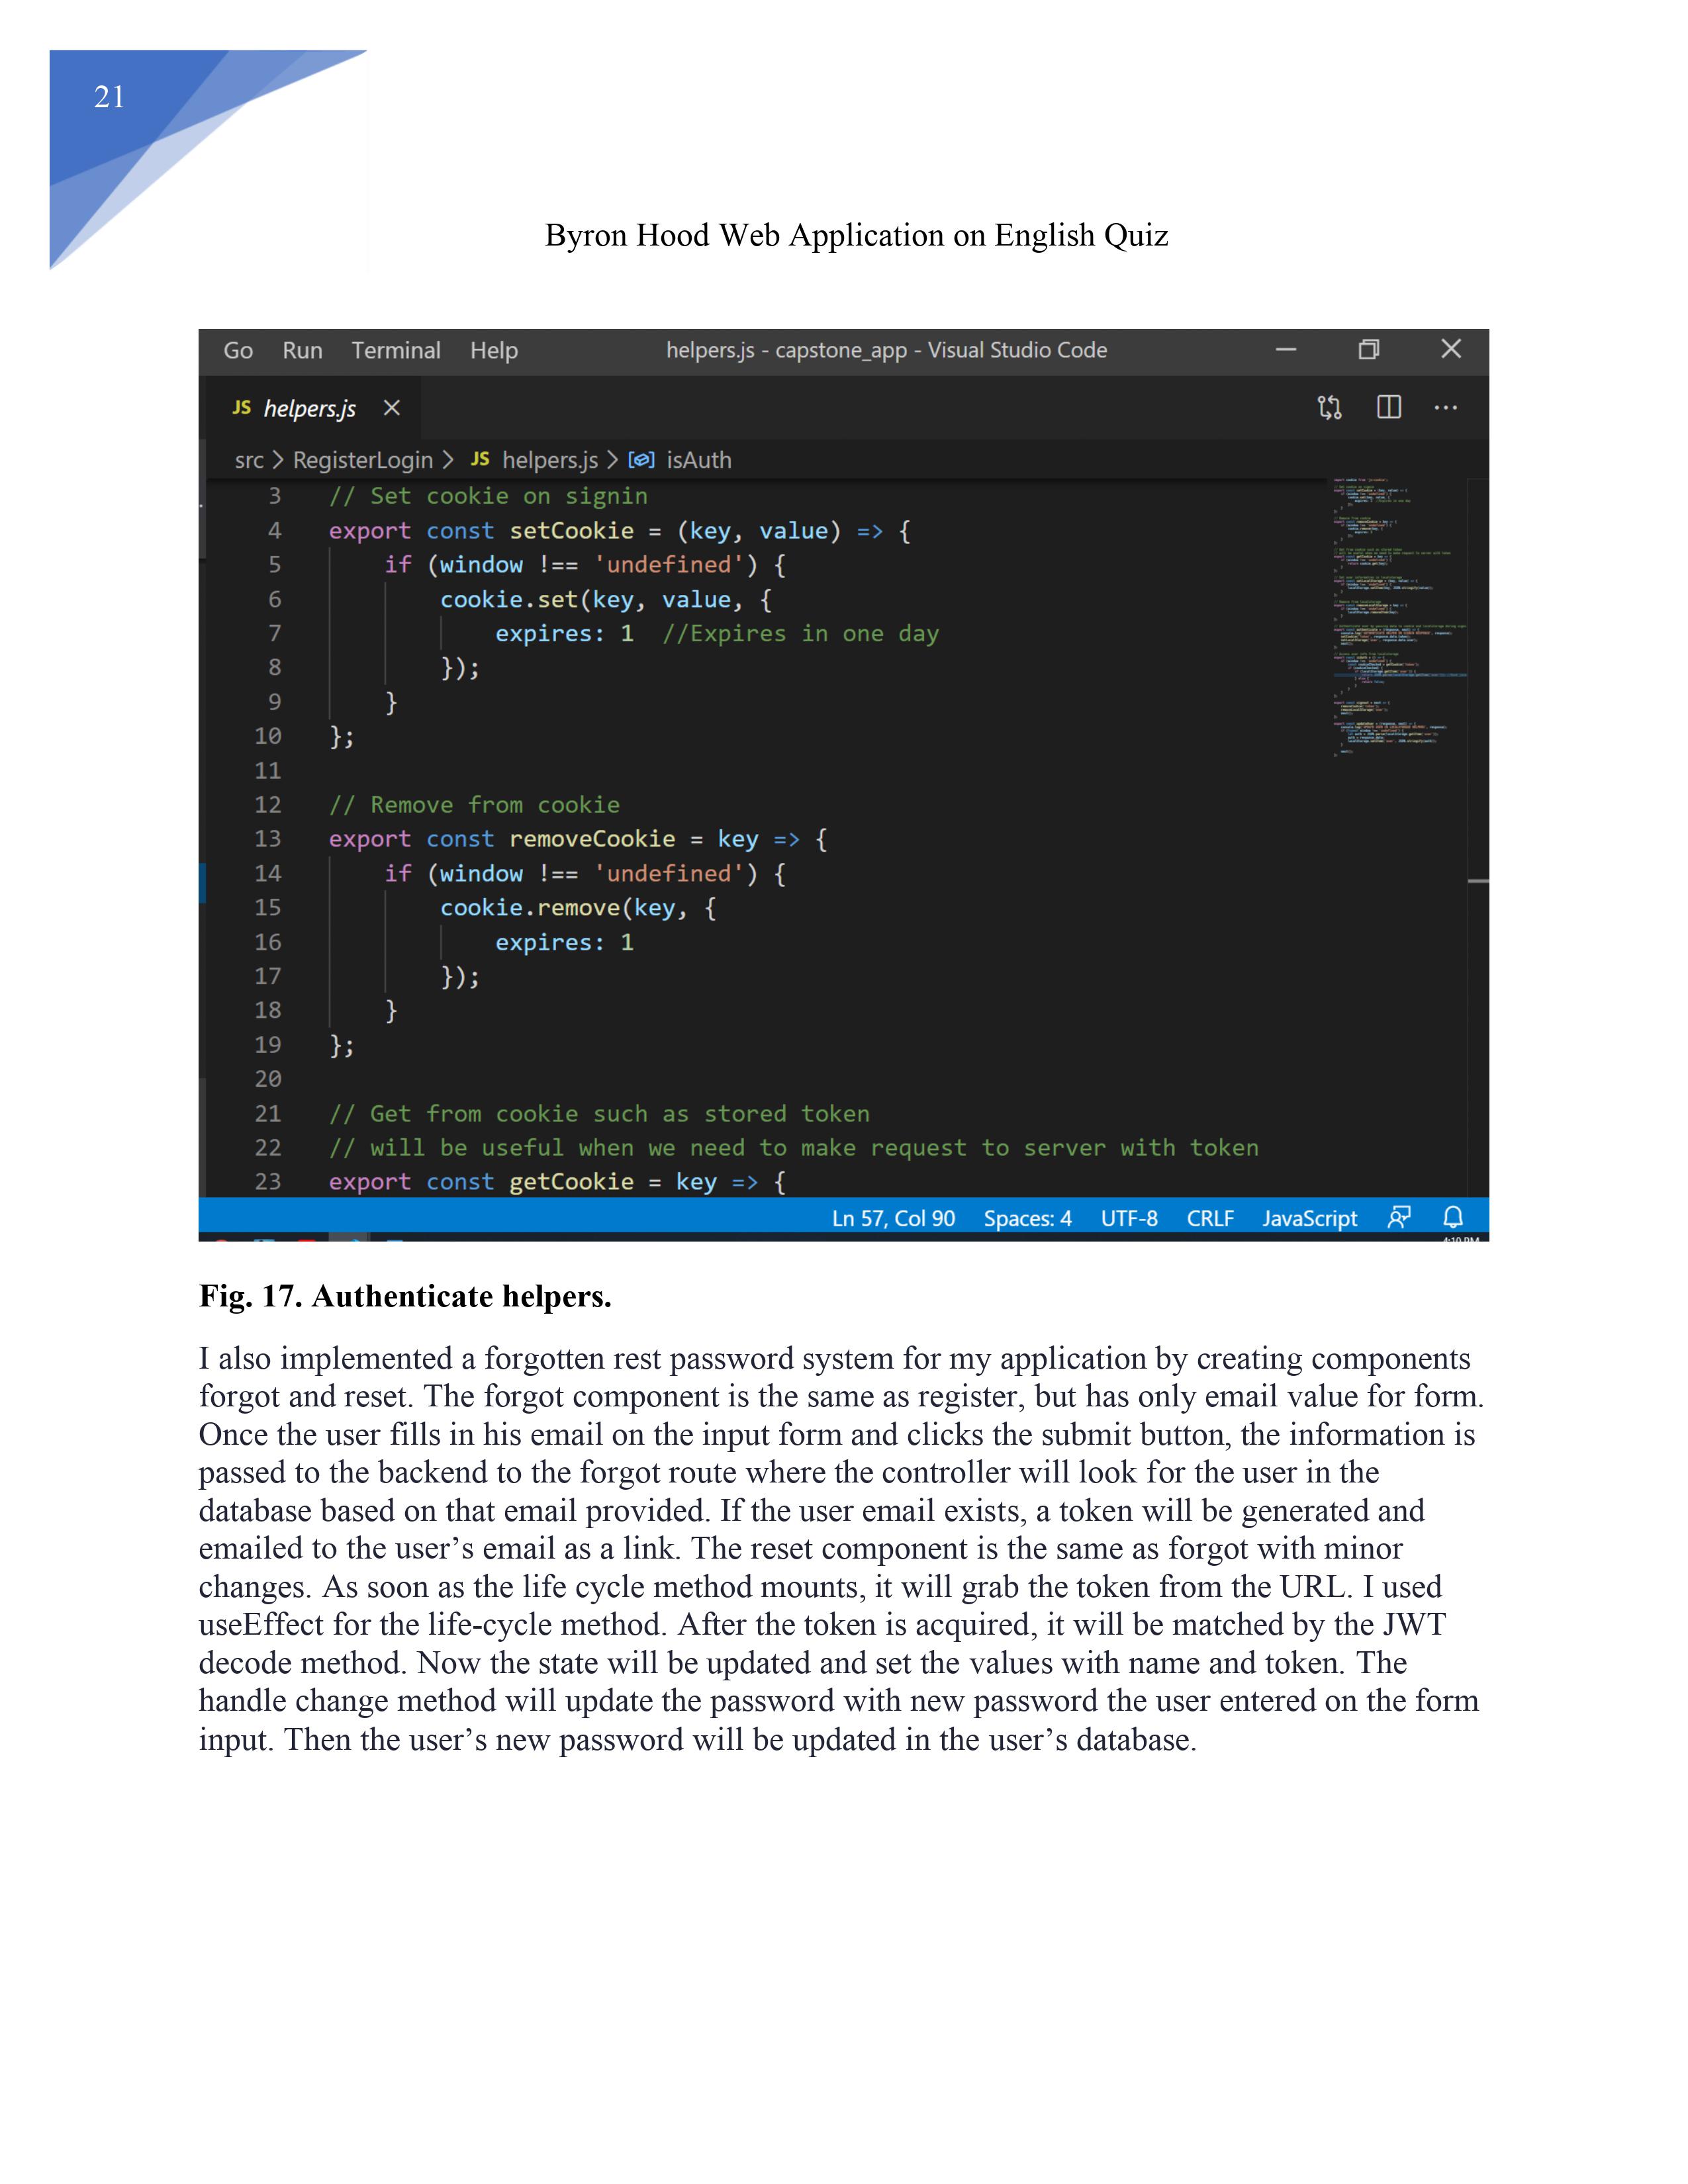 21
Byron Hood Web Application on English Quiz
Go Run Terminal Help helpers.js - capstone_app - Visual Studio Code
JS helpers.js
src > RegisterLogin > JS helpers.js > isAuth
3 // Set cookie on signin
4 export const setCookie = (key, value) => {
5 if (window !== 'undefined') {
6 cookie.set(key, value, {
7 expires: 1 //Expires in one day
8 });
9 }
10 };
11
12 // Remove from cookie
13 export const removeCookie = key => {
14 if (window !== 'undefined') {
15 cookie.remove(key, {
16 expires: 1
17 });
18 }
19 };
20
21 // Get from cookie such as stored token
22 // will be useful when we need to make request to server with token
23 export const getCookie = key => {
Ln 57, Col 90 Spaces: 4 UTF-8 CRLF JavaScript
Fig. 17. Authenticate helpers.
I also implemented a forgotten rest password system for my application by creating components
forgot and reset. The forgot component is the same as register, but has only email value for form.
Once the user fills in his email on the input form and clicks the submit button, the information is
passed to the backend to the forgot route where the controller will look for the user in the
database based on that email provided. If the user email exists, a token will be generated and
emailed to the user’s email as a link. The reset component is the same as forgot with minor
changes. As soon as the life cycle method mounts, it will grab the token from the URL. I used
useEffect for the life-cycle method. After the token is acquired, it will be matched by the JWT
decode method. Now the state will be updated and set the values with name and token. The
handle change method will update the password with new password the user entered on the form
input. Then the user’s new password will be updated in the user’s database.